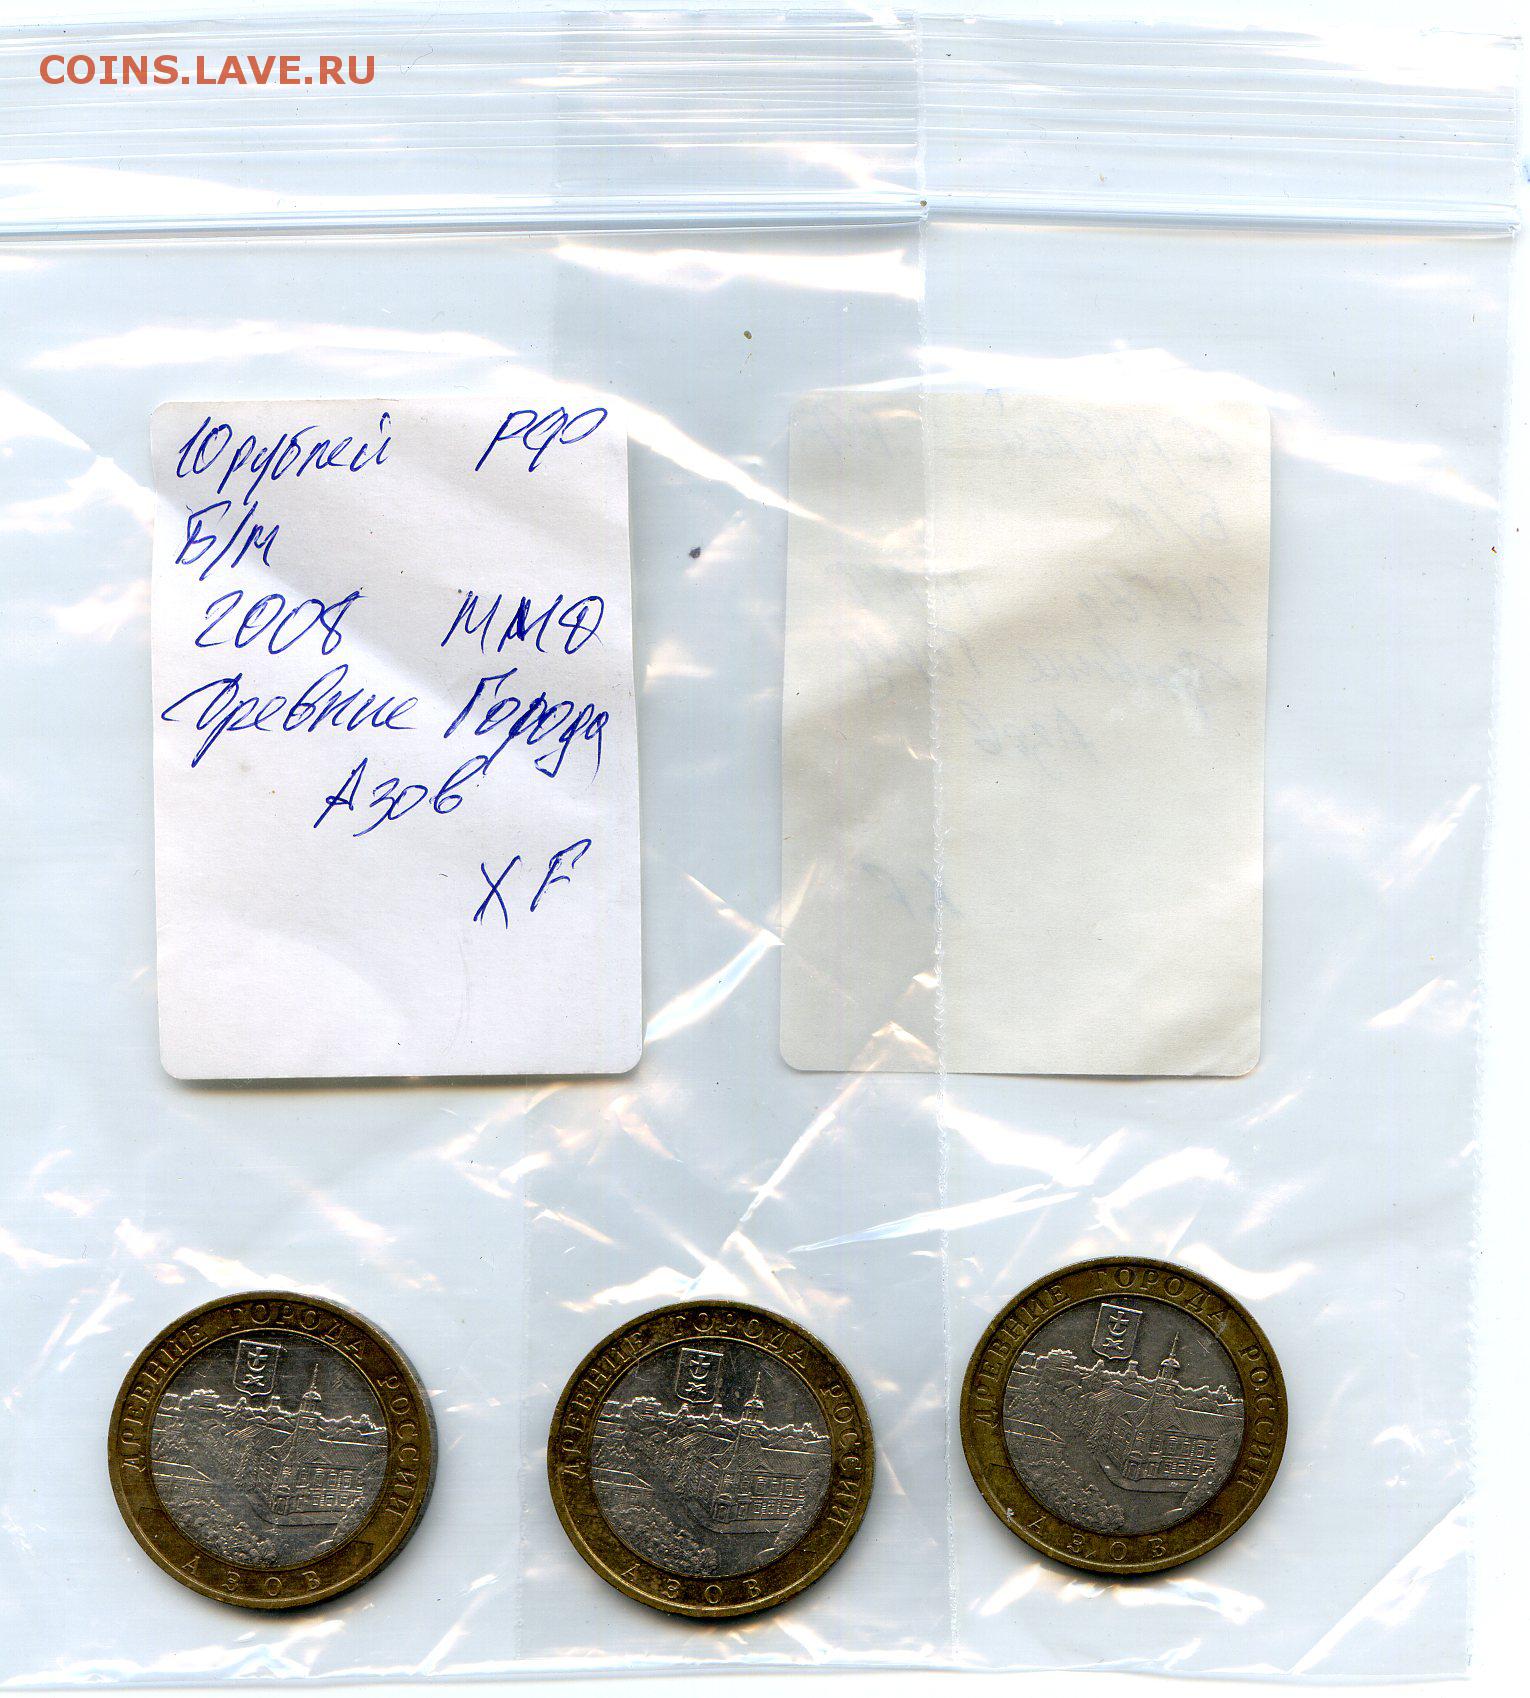 COINS.LAVE.RU
10 рублей РФ
Б/м
2008 ММД
Древние Города
Азов
XF
ДРЕВНИЕ ГОРОДА РОССИИ
АЗОВ
ДРЕВНИЕ ГОРОДА РОССИИ
АЗОВ
ДРЕВНИЕ ГОРОДА РОССИИ
АЗОВ